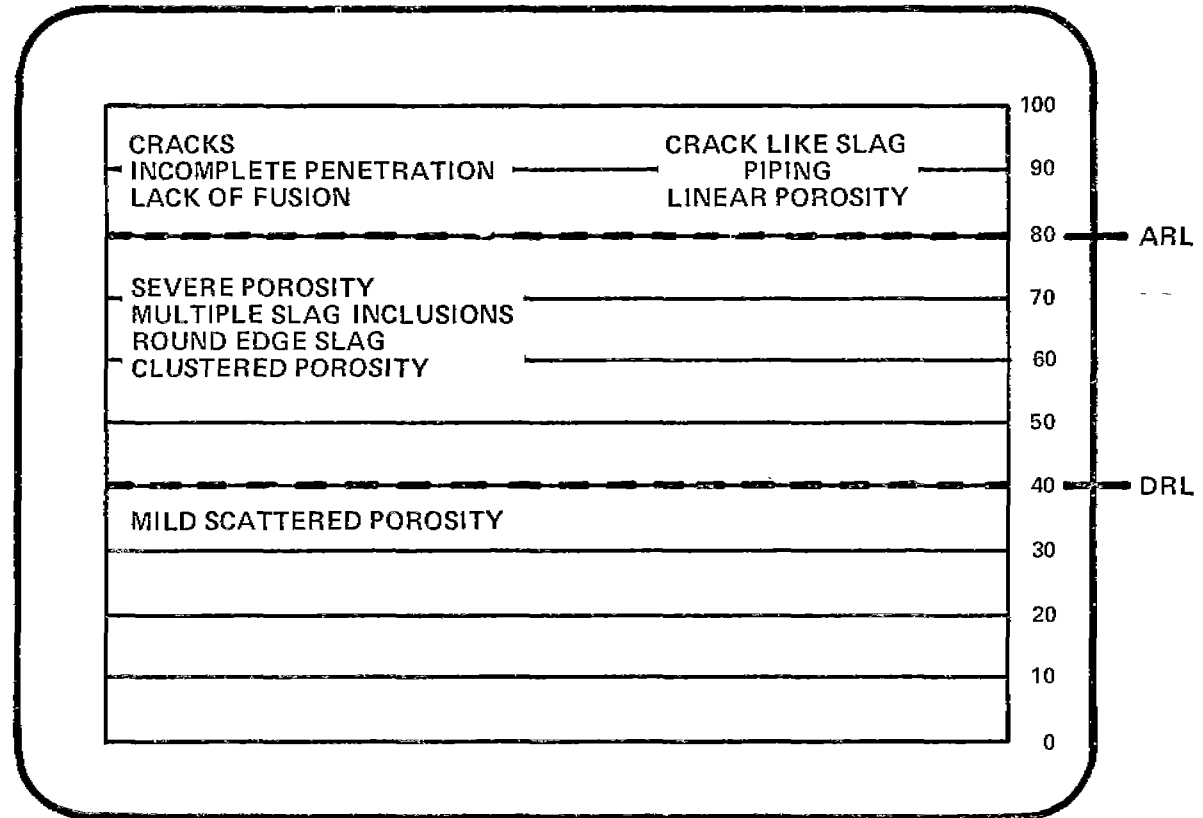 100
CRACKS
INCOMPLETE PENETRATION
LACK OF FUSION
CRACK LIKE SLAG
PIPING
LINEAR POROSITY
90
80
ARL
SEVERE POROSITY
MULTIPLE SLAG INCLUSIONS
ROUND EDGE SLAG
CLUSTERED POROSITY
70
60
50
40
DRL
MILD SCATTERED POROSITY
30
20
10
0